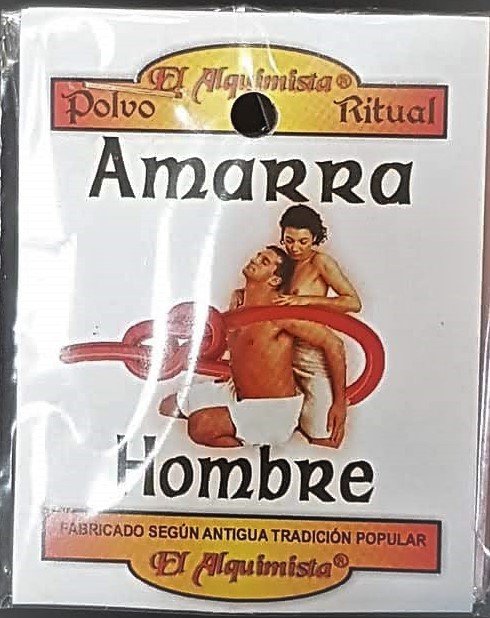 El Alquimista®
Polvo Ritual
Amarra
Hombre
FABRICADO SEGÚN ANTIGUA TRADICIÓN POPULAR
El Alquimista®